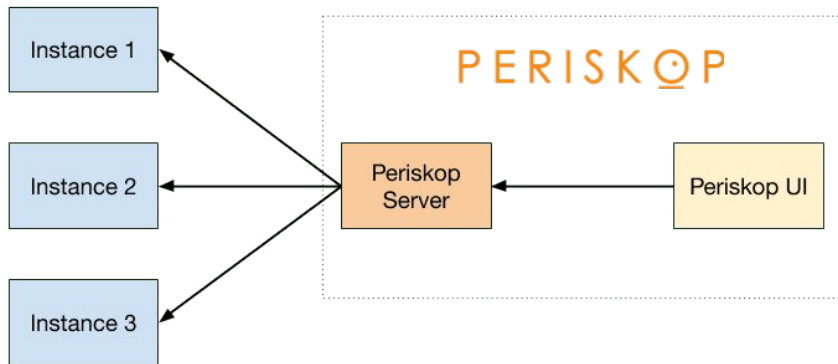 Instance 1
PERISKOP
Instance 2
Periskop
Server
Periskop UI
Instance 3